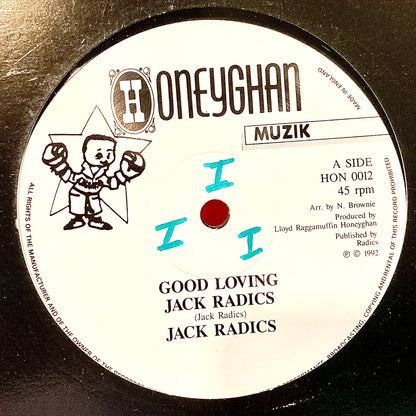 HONEYGHAN
MUZIK
MADE IN ENGLAND
A SIDE
HON 0012
45 rpm
Arr. by N. Brownie
Produced by
Lloyd Raggamuffin Honeyghan
Published by
Radics
℗ © 1992
I
I
I
GOOD LOVING
JACK RADICS
(Jack Radics)
JACK RADICS
ALL RIGHTS OF THE MANUFACTURER AND OF THE OWNER OF THE
BROADCASTING, COPYING AND RENTAL OF THIS RECORD PROHIBITED.